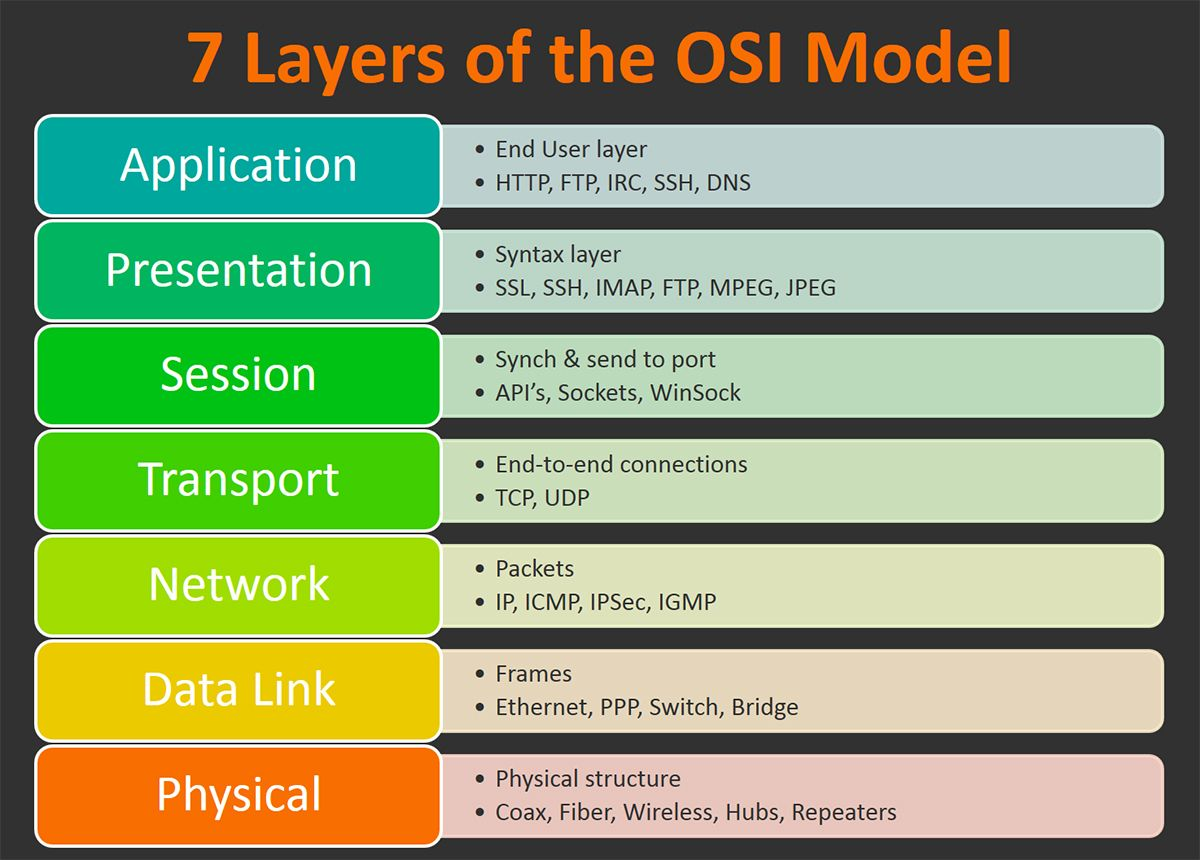 7 Layers of the OSI Model
Application
• End User layer
• HTTP, FTP, IRC, SSH, DNS
Presentation
• Syntax layer
• SSL, SSH, IMAP, FTP, MPEG, JPEG
Session
• Synch & send to port
• API’s, Sockets, WinSock
Transport
• End-to-end connections
• TCP, UDP
Network
• Packets
• IP, ICMP, IPSec, IGMP
Data Link
• Frames
• Ethernet, PPP, Switch, Bridge
Physical
• Physical structure
• Coax, Fiber, Wireless, Hubs, Repeaters